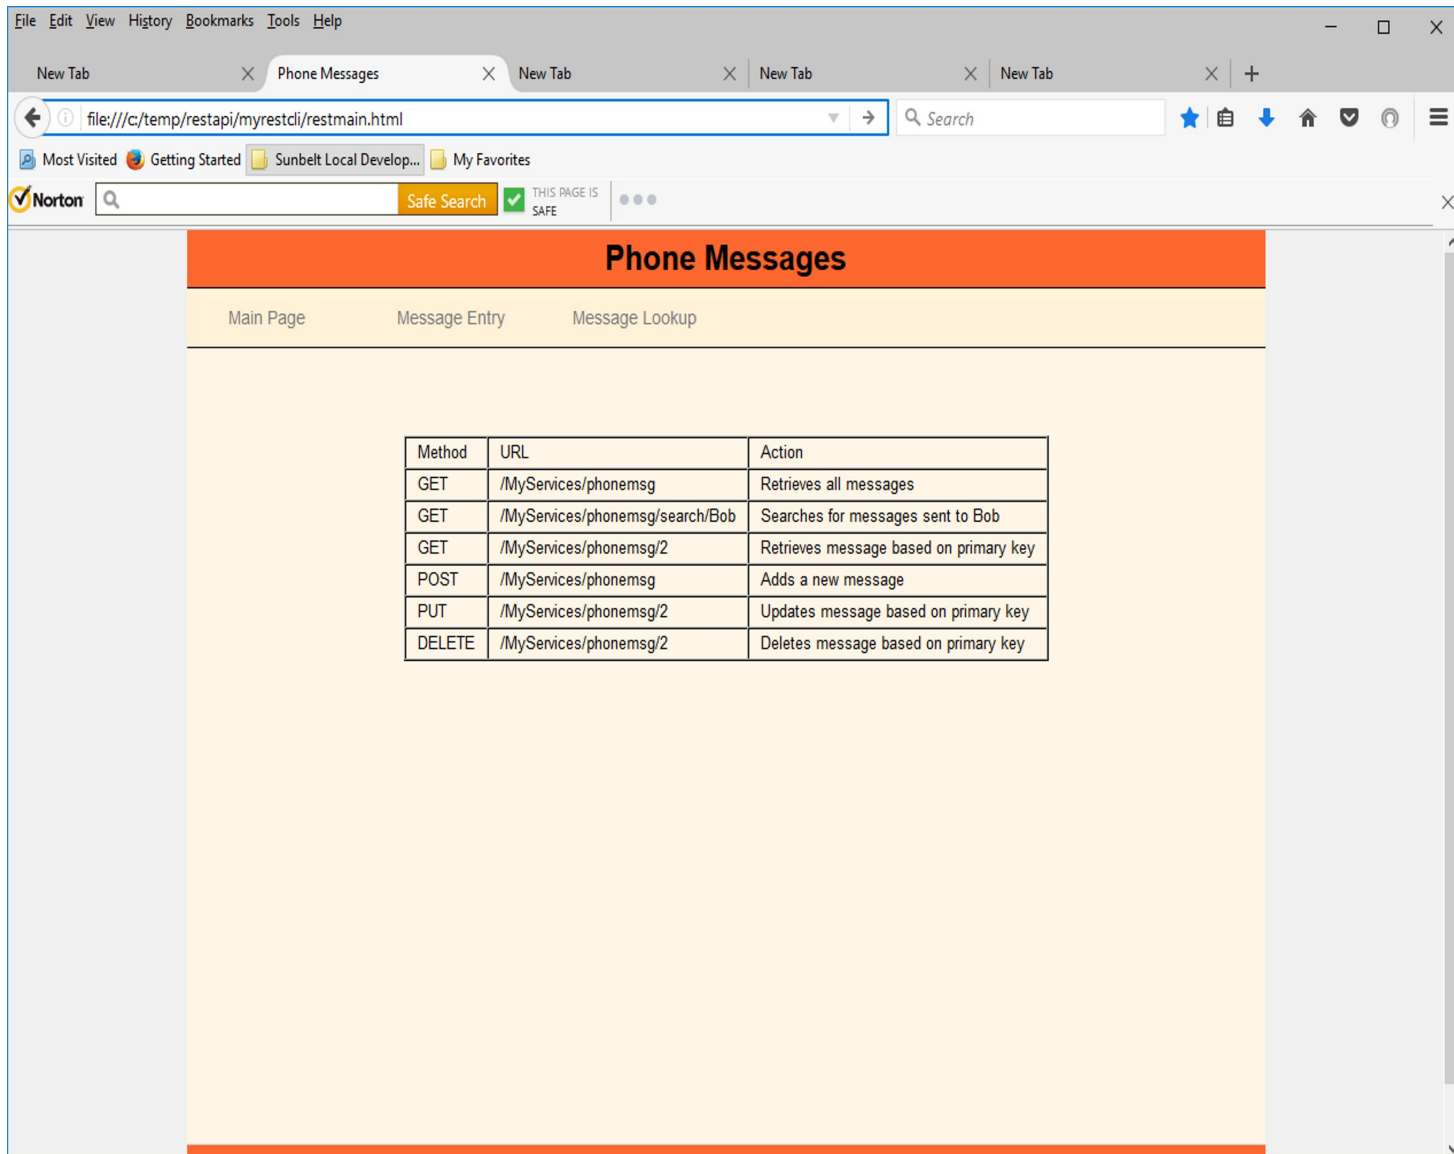 File Edit View History Bookmarks Tools Help
New Tab Phone Messages New Tab New Tab New Tab
file:///c:/temp/restapi/myrestcli/restmain.html Search
Most Visited Getting Started Sunbelt Local Develop... My Favorites
Norton Safe Search THIS PAGE IS
SAFE
Phone Messages
Main Page Message Entry Message Lookup
Method URL Action
GET /MyServices/phonemsg Retrieves all messages
GET /MyServices/phonemsg/search/Bob Searches for messages sent to Bob
GET /MyServices/phonemsg/2 Retrieves message based on primary key
POST /MyServices/phonemsg Adds a new message
PUT /MyServices/phonemsg/2 Updates message based on primary key
DELETE /MyServices/phonemsg/2 Deletes message based on primary key